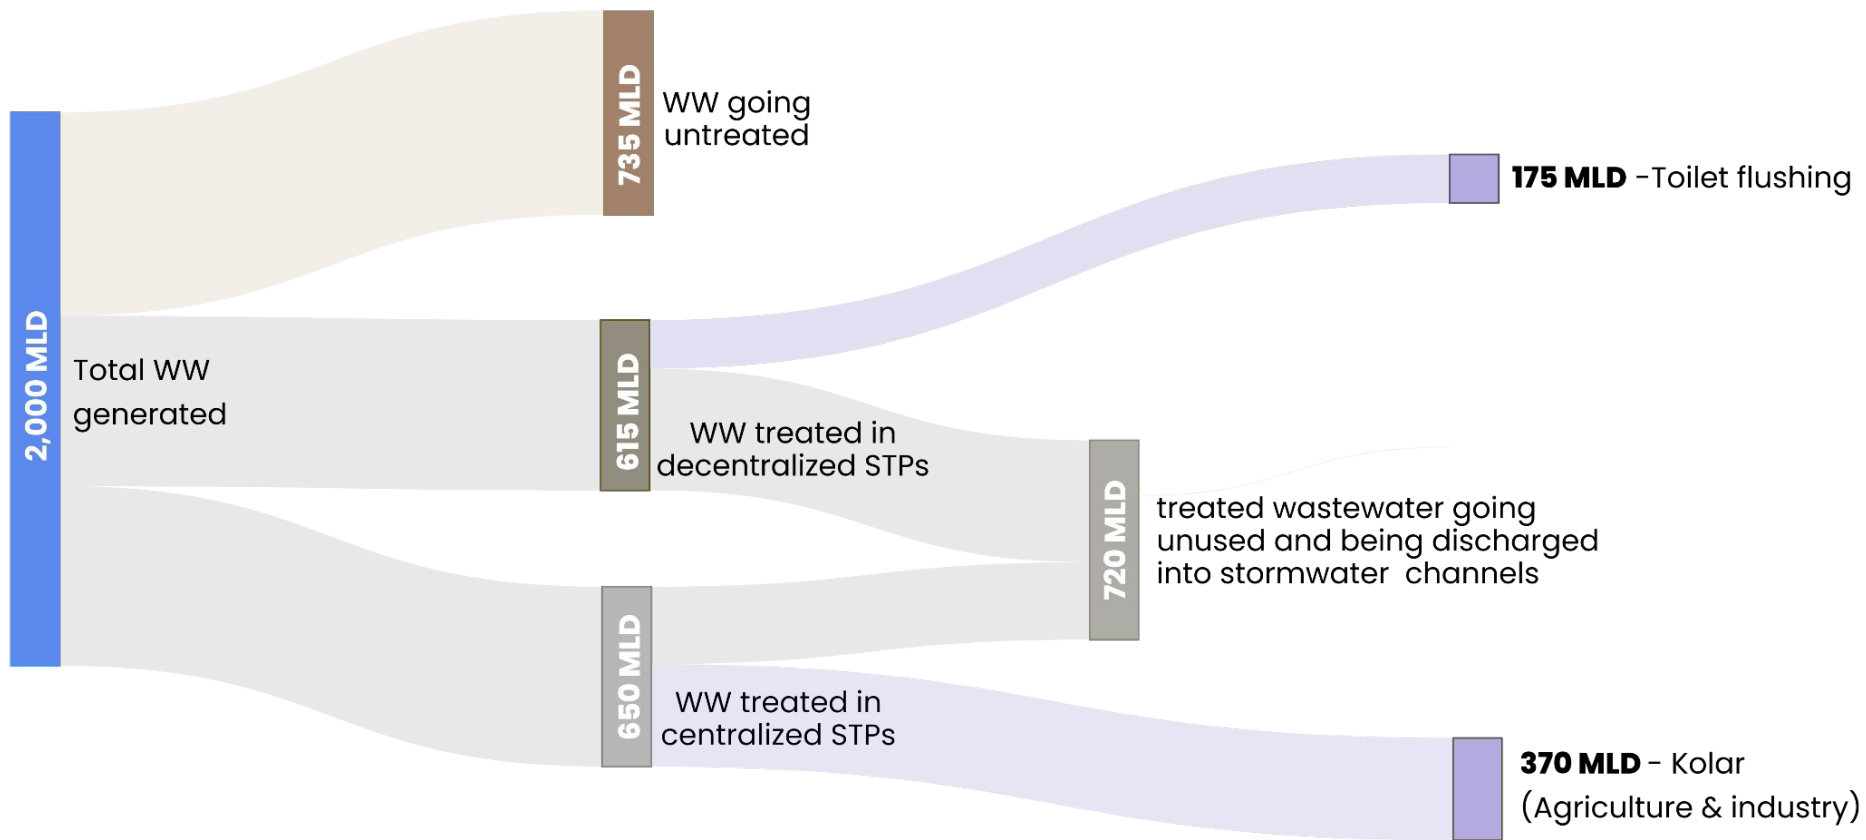 2,000 MLD
Total WW
generated
735 MLD
WW going
untreated
615 MLD
WW treated in
decentralized STPs
650 MLD
WW treated in
centralized STPs
720 MLD
treated wastewater going
unused and being discharged
into stormwater channels
175 MLD -Toilet flushing
370 MLD - Kolar
(Agriculture & industry)